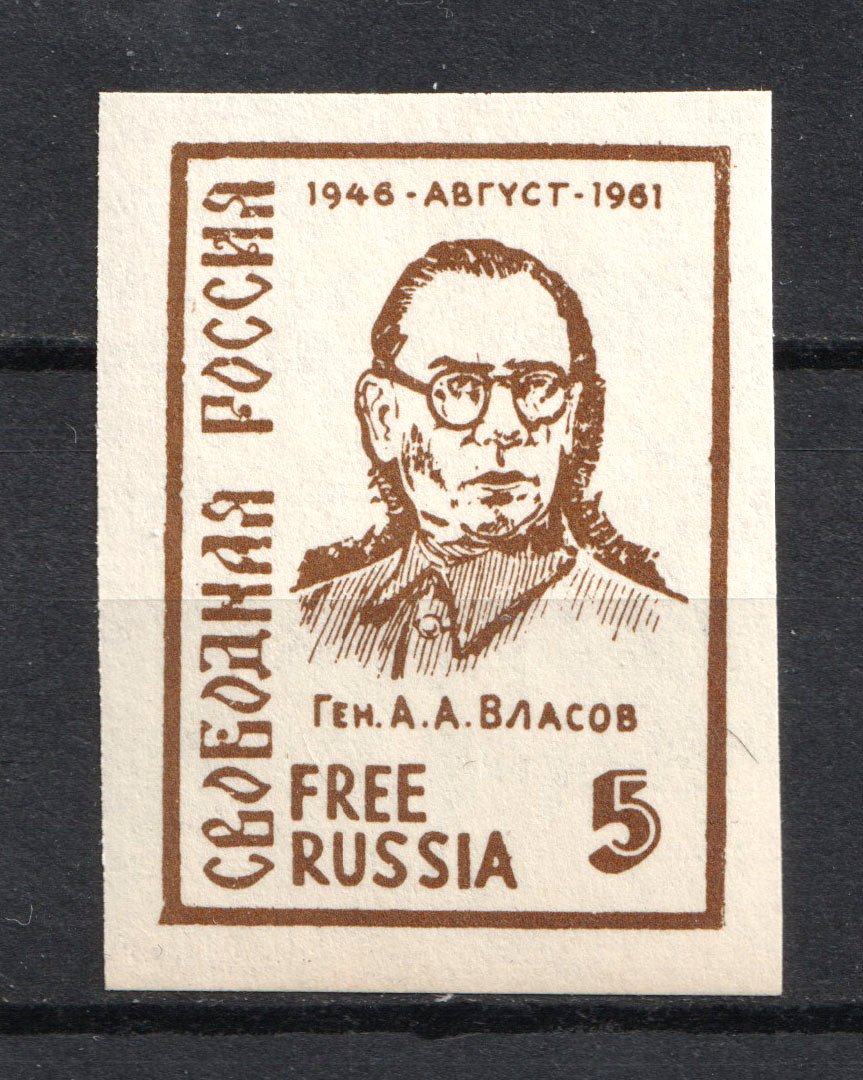 1946 - АВГУСТ - 1961
СВОБОДНАЯ РОССИЯ
Ген. А. А. Власов
FREE
RUSSIA
5